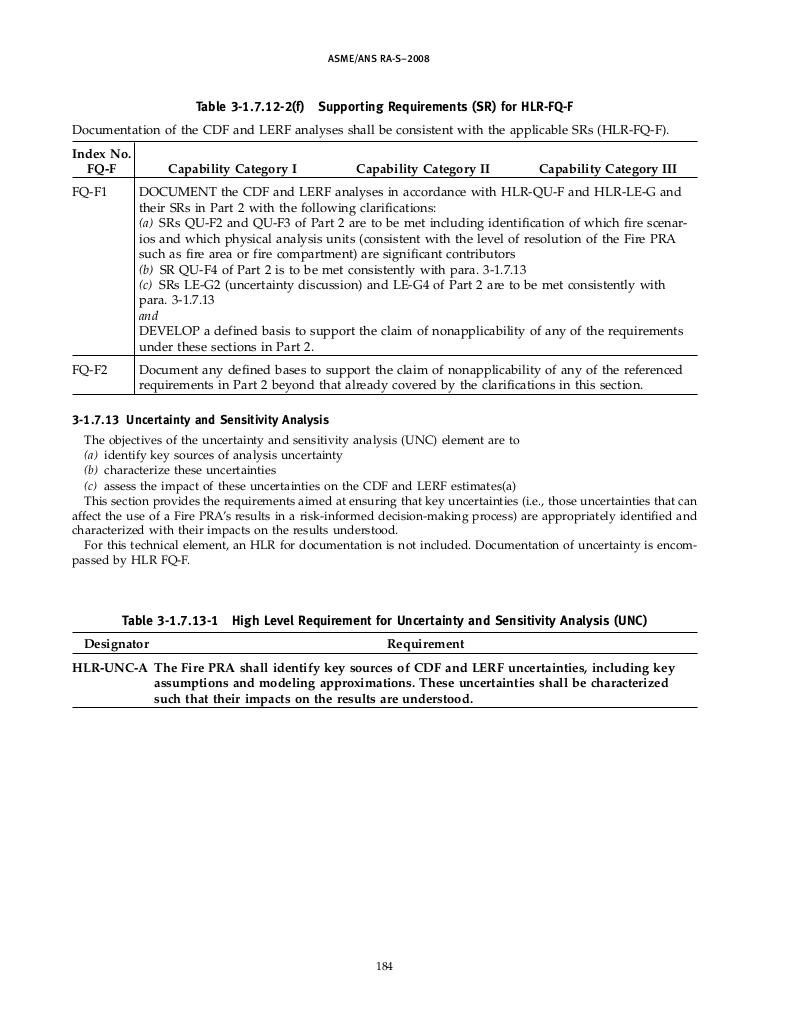 ASME/ANS RA-S–2008
Table 3-1.7.12-2(f) Supporting Requirements (SR) for HLR-FQ-F
Documentation of the CDF and LERF analyses shall be consistent with the applicable SRs (HLR-FQ-F).
Index No.
FQ-F Capability Category I Capability Category II Capability Category III
FQ-F1 DOCUMENT the CDF and LERF analyses in accordance with HLR-QU-F and HLR-LE-G and
their SRs in Part 2 with the following clarifications:
(a) SRs QU-F2 and QU-F3 of Part 2 are to be met including identification of which fire scenar-
ios and which physical analysis units (consistent with the level of resolution of the Fire PRA
such as fire area or fire compartment) are significant contributors
(b) SR QU-F4 of Part 2 is to be met consistently with para. 3-1.7.13
(c) SRs LE-G2 (uncertainty discussion) and LE-G4 of Part 2 are to be met consistently with
para. 3-1.7.13
and
DEVELOP a defined basis to support the claim of nonapplicability of any of the requirements
under these sections in Part 2.
FQ-F2 Document any defined bases to support the claim of nonapplicability of any of the referenced
requirements in Part 2 beyond that already covered by the clarifications in this section.
3-1.7.13 Uncertainty and Sensitivity Analysis
The objectives of the uncertainty and sensitivity analysis (UNC) element are to
(a) identify key sources of analysis uncertainty
(b) characterize these uncertainties
(c) assess the impact of these uncertainties on the CDF and LERF estimates(a)
This section provides the requirements aimed at ensuring that key uncertainties (i.e., those uncertainties that can
affect the use of a Fire PRA's results in a risk-informed decision-making process) are appropriately identified and
characterized with their impacts on the results understood.
For this technical element, an HLR for documentation is not included. Documentation of uncertainty is encom-
passed by HLR FQ-F.
Table 3-1.7.13-1 High Level Requirement for Uncertainty and Sensitivity Analysis (UNC)
Designator Requirement
HLR-UNC-A The Fire PRA shall identify key sources of CDF and LERF uncertainties, including key
assumptions and modeling approximations. These uncertainties shall be characterized
such that their impacts on the results are understood.
184